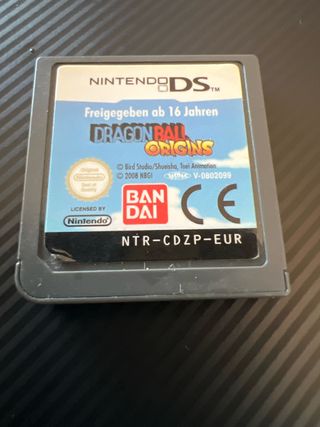 NINTENDO DS™
Freigegeben ab 16 Jahren
DRAGON BALL
ORIGINS
© Bird Studio/Shueisha, Toei Animation
© 2008 NBGI V-0802099
LICENSED BY
Nintendo
BAN
DAI
CE
NTR-CDZP-EUR